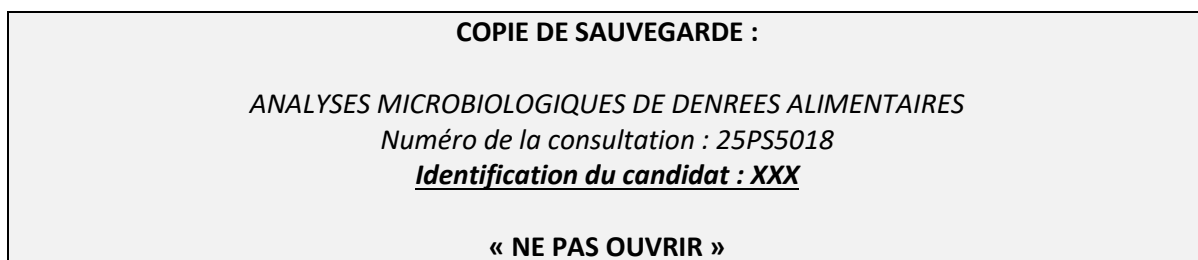 COPIE DE SAUVEGARDE :
ANALYSES MICROBIOLOGIQUES DE DENREES ALIMENTAIRES
Numéro de la consultation : 25PS5018
Identification du candidat : XXX
« NE PAS OUVRIR »